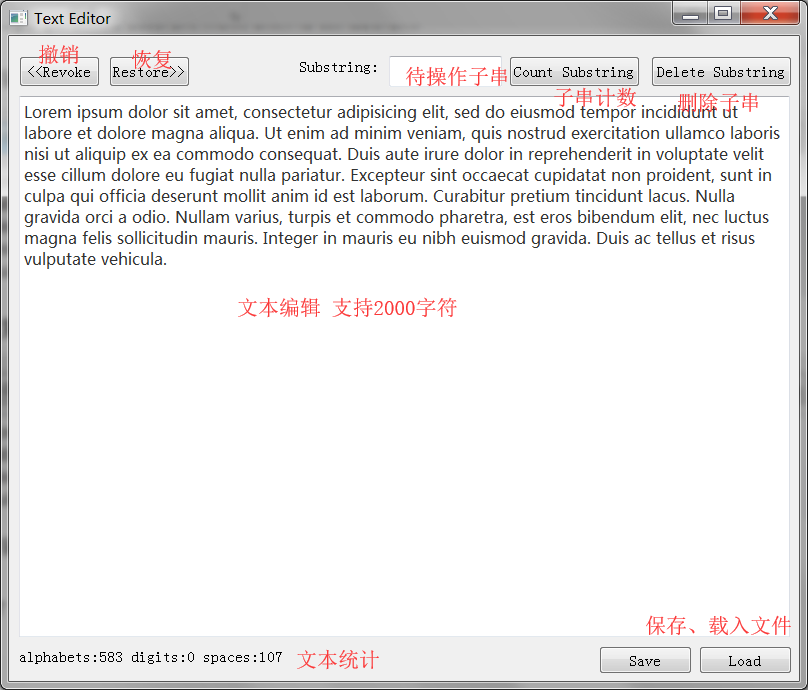 Text Editor
撤销 恢复
<<Revoke Restore>> Substring: 待操作子串 Count Substring Delete Substring
子串计数 删除子串
Lorem ipsum dolor sit amet, consectetur adipisicing elit, sed do eiusmod tempor incididunt ut
labore et dolore magna aliqua. Ut enim ad minim veniam, quis nostrud exercitation ullamco laboris
nisi ut aliquip ex ea commodo consequat. Duis aute irure dolor in reprehenderit in voluptate velit
esse cillum dolore eu fugiat nulla pariatur. Excepteur sint occaecat cupidatat non proident, sunt in
culpa qui officia deserunt mollit anim id est laborum. Curabitur pretium tincidunt lacus. Nulla
gravida orci a odio. Nullam varius, turpis et commodo pharetra, est eros bibendum elit, nec luctus
magna felis sollicitudin mauris. Integer in mauris eu nibh euismod gravida. Duis ac tellus et risus
vulputate vehicula.
文本编辑 支持2000字符
保存、载入文件
alphabets:583 digits:0 spaces:107 文本统计 Save Load